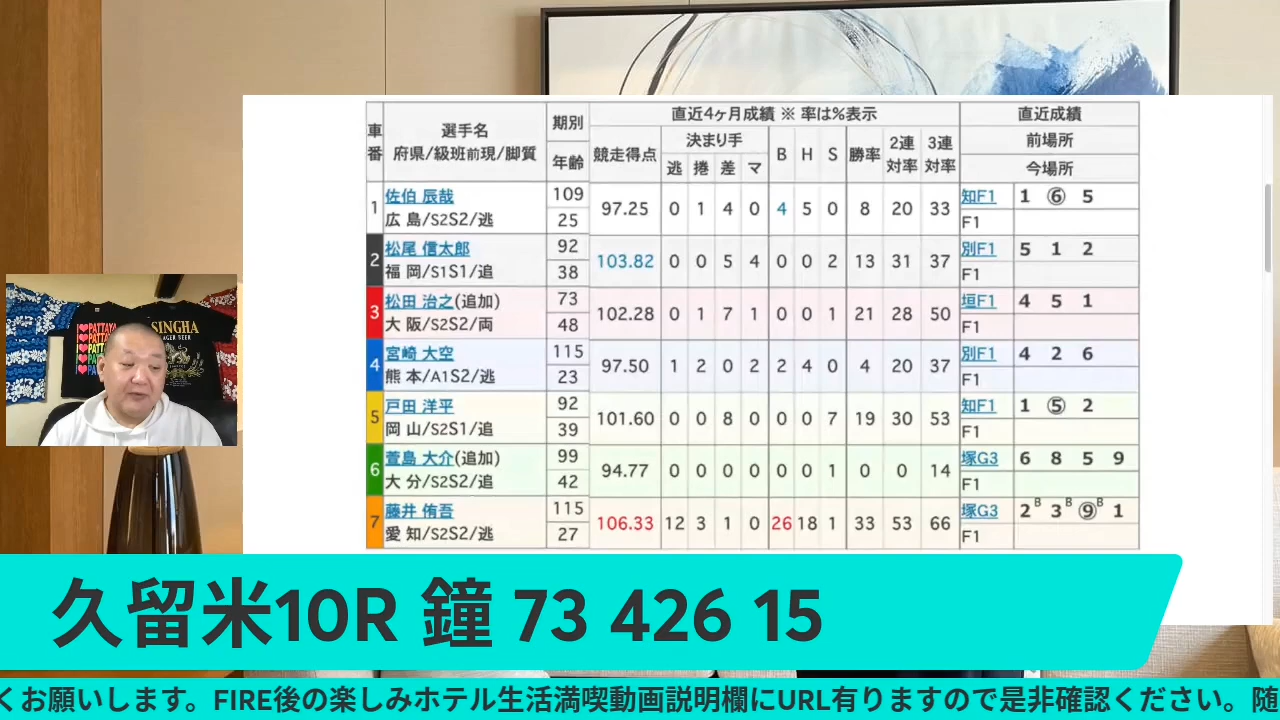 車番 選手名 府県/級班前現/脚質 期別 年齢 直近4ヶ月成績 ※ 率は%表示 直近成績
競走得点 決まり手 B H S 勝率 2連対率 3連対率 前場所
逃 捲 差 マ 今場所
1 佐伯 辰哉 109 97.25 0 1 4 0 4 5 0 8 20 33 知F1 1 ⑥ 5
広 島/S2S2/逃 25 F1
2 松尾 信太郎 92 103.82 0 0 5 4 0 0 2 13 31 37 別F1 5 1 2
福 岡/S1S1/追 38 F1
3 松田 治之(追加) 73 102.28 0 1 7 1 0 0 1 21 28 50 垣F1 4 5 1
大 阪/S2S2/両 48 F1
4 宮崎 大空 115 97.50 1 2 0 2 2 4 0 4 20 37 別F1 4 2 6
熊 本/A1S2/逃 23 F1
5 戸田 洋平 92 101.60 0 0 8 0 0 0 7 19 30 53 知F1 1 ⑤ 2
岡 山/S2S1/追 39 F1
6 萱島 大介(追加) 99 94.77 0 0 0 0 0 0 1 0 0 14 塚G3 6 8 5 9
大 分/S2S2/追 42 F1
7 藤井 侑吾 115 106.33 12 3 1 0 26 18 1 33 53 66 塚G3 2B 3B ⑨B 1
愛 知/S2S2/逃 27 F1
I❤PATTAYA
SINGHA
LAGER BEER
久留米10R 鐘 73 426 15
くお願いします。FIRE後の楽しみホテル生活満喫動画説明欄にURL有りますので是非確認ください。随